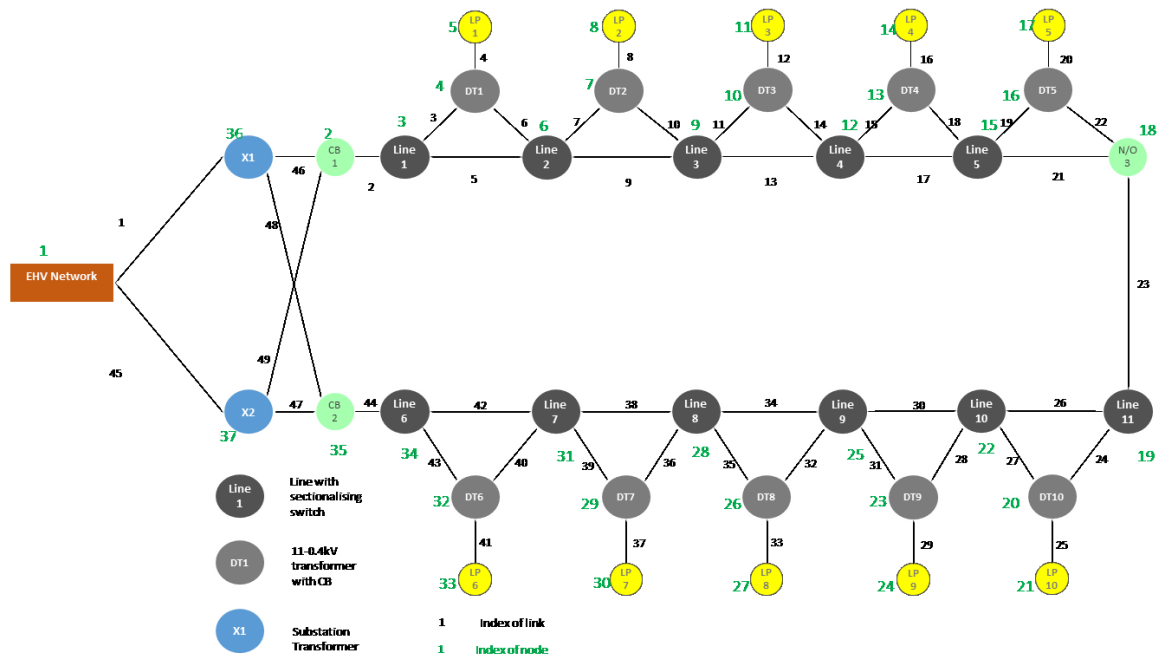 5 LP 1
8 LP 2
11 LP 3
14 LP 4
17 LP 5
4 8 12 16 20
4 DT1
7 DT2
10 DT3
13 DT4
16 DT5
3 3 6 6 7 10 9 11 14 12 15 18 15 19 22 18
36 X1
46
2 CB 1
2
Line 1
5
Line 2
9
Line 3
13
Line 4
17
Line 5
21
N/O 3
1
48
1
EHV Network
23
45
49
X2
37
47
CB 2
35
44
Line 6
34
42
Line 7
31
38
Line 8
28
34
Line 9
25
30
Line 10
22
26
Line 11
19
43 40 39 36 35 32 31 28 27 24
32 DT6
29 DT7
26 DT8
23 DT9
20 DT10
41 37 33 29 25
33 LP 6
30 LP 7
27 LP 8
24 LP 9
21 LP 10
Line 1
Line with
sectionalising
switch
DT1
11-0.4kV
transformer
with CB
X1
Substation
Transformer
1 Index of link
1 Index of node